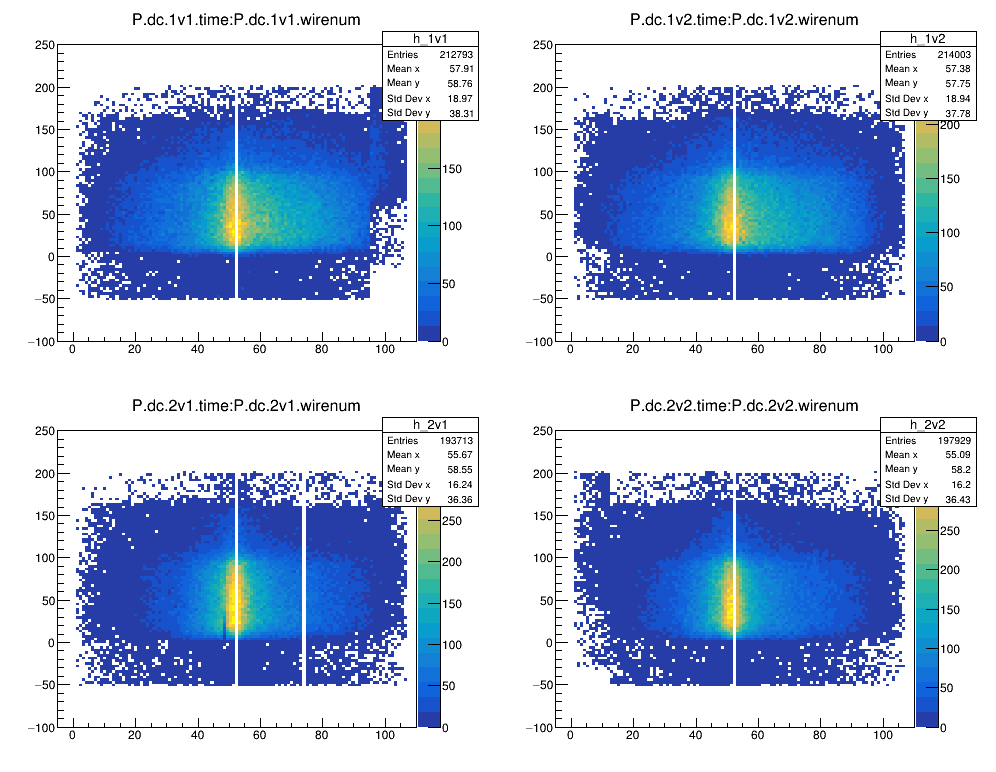 P.dc.1v1.time:P.dc.1v1.wirenum
h_1v1
Entries 212793
Mean x 57.91
Mean y 58.76
Std Dev x 18.97
Std Dev y 38.31
250
200
150
100
50
0
−50
−100
0 20 40 60 80 100
150
100
50
0
P.dc.1v2.time:P.dc.1v2.wirenum
h_1v2
Entries 214003
Mean x 57.38
Mean y 57.75
Std Dev x 18.94
Std Dev y 37.78
250
200
150
100
50
0
−50
−100
0 20 40 60 80 100
200
150
100
50
0
P.dc.2v1.time:P.dc.2v1.wirenum
h_2v1
Entries 193713
Mean x 55.67
Mean y 58.55
Std Dev x 16.24
Std Dev y 36.36
250
200
150
100
50
0
−50
−100
0 20 40 60 80 100
250
200
150
100
50
0
P.dc.2v2.time:P.dc.2v2.wirenum
h_2v2
Entries 197929
Mean x 55.09
Mean y 58.2
Std Dev x 16.2
Std Dev y 36.43
250
200
150
100
50
0
−50
−100
0 20 40 60 80 100
250
200
150
100
50
0